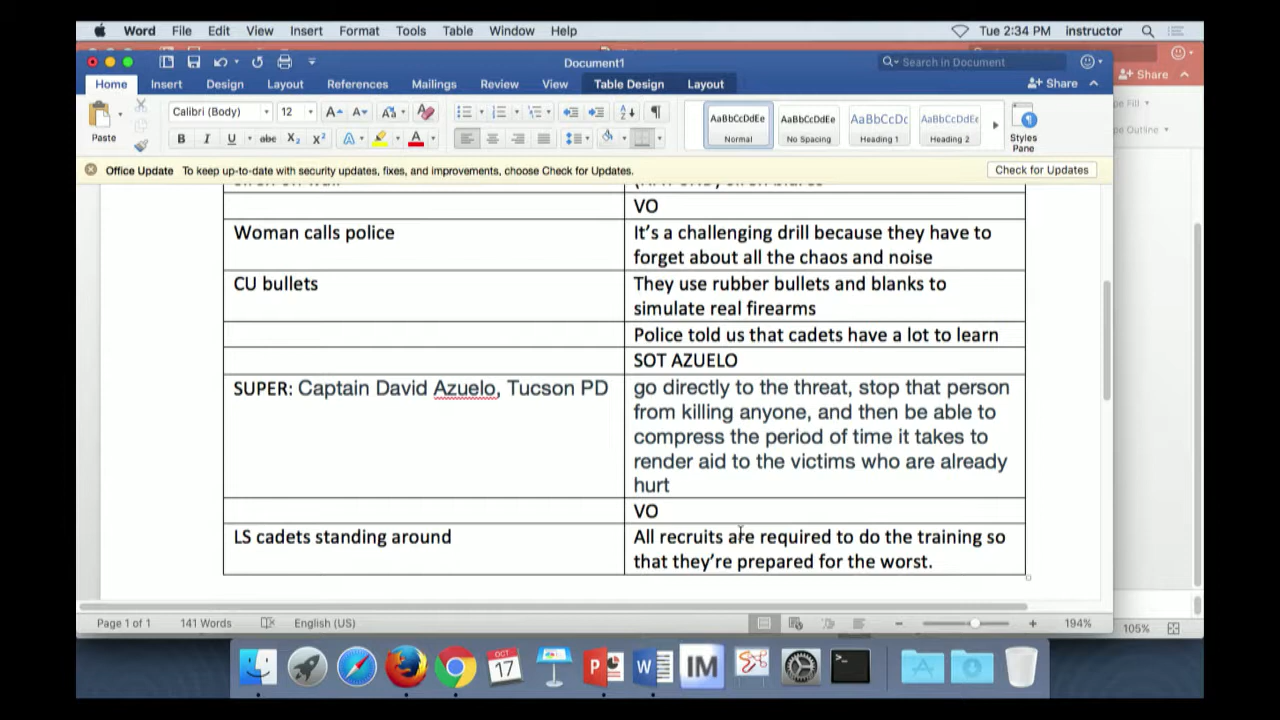 Word File Edit View Insert Format Tools Table Window Help Tue 2:34 PM instructor
Document1
Search in Document
Home Insert Design Layout References Mailings Review View Table Design Layout Share
Share
Calibri (Body) 12
Paste
AaBbCcDdEe AaBbCcDdEe AaBbCcDc AaBbCcDdEe
Normal No Spacing Heading 1 Heading 2
Styles
Pane
Office Update To keep up-to-date with security updates, fixes, and improvements, choose Check for Updates. Check for Updates
VO
Woman calls police
It's a challenging drill because they have to
forget about all the chaos and noise
CU bullets
They use rubber bullets and blanks to
simulate real firearms
Police told us that cadets have a lot to learn
SOT AZUELO
SUPER: Captain David Azuelo, Tucson PD
go directly to the threat, stop that person
from killing anyone, and then be able to
compress the period of time it takes to
render aid to the victims who are already
hurt
VO
LS cadets standing around
All recruits are required to do the training so
that they're prepared for the worst.
Page 1 of 1 141 Words English (US) 194%
105%
OCT
17
IM